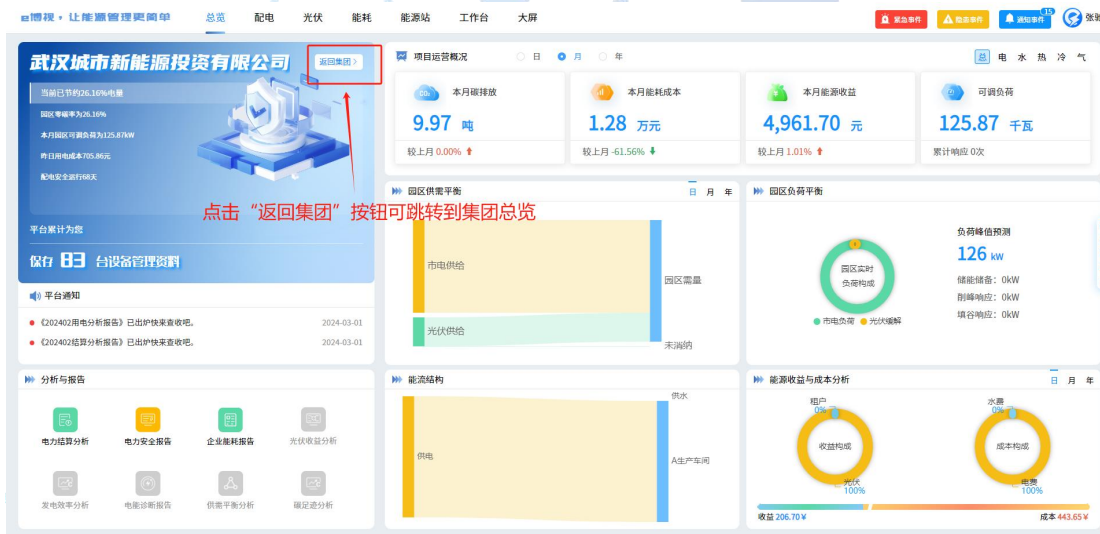 e博视·让能源管理更简单 总览 配电 光伏 能耗 能源站 工作台 大屏 紧急事件 隐患事件 通知事件 15
武汉城市新能源投资有限公司 返回集团 >
当前已节约26.16%电量
园区零碳率为26.16%
本月园区可调负荷为125.87kW
昨日用电成本705.86元
配电安全运行68天
平台累计为您
保存 83 台设备管理资料
点击“返回集团”按钮可跳转到集团总览
平台通知
《202402用电分析报告》已出炉快来查收吧。 2024-03-01
《202402结算分析报告》已出炉快来查收吧。 2024-03-01
分析与报告
电力结算分析 电力安全报告 企业能耗报告 光伏收益分析
发电效率分析 电能诊断报告 供需平衡分析 碳足迹分析
项目运营概况 日 月 年 总 电 水 热 冷 气
本月碳排放 本月能耗成本 本月能源收益 可调负荷
9.97 吨 1.28 万元 4,961.70 元 125.87 千瓦
较上月 0.00% 较上月 -61.56% 较上月 1.01% 累计响应 0次
园区供需平衡 日 月 年
市电供给
园区需量
光伏供给
未消纳
园区负荷平衡
园区实时
负荷构成
市电负荷 光伏缓解
负荷峰值预测
126 kW
储能储备：0kW
削峰响应：0kW
填谷响应：0kW
能流结构
供水
供电
A生产车间
能源收益与成本分析 日 月 年
租户 水费
0% 0%
收益构成 成本构成
光伏 电费
100% 100%
收益 206.70￥ 成本 443.65￥